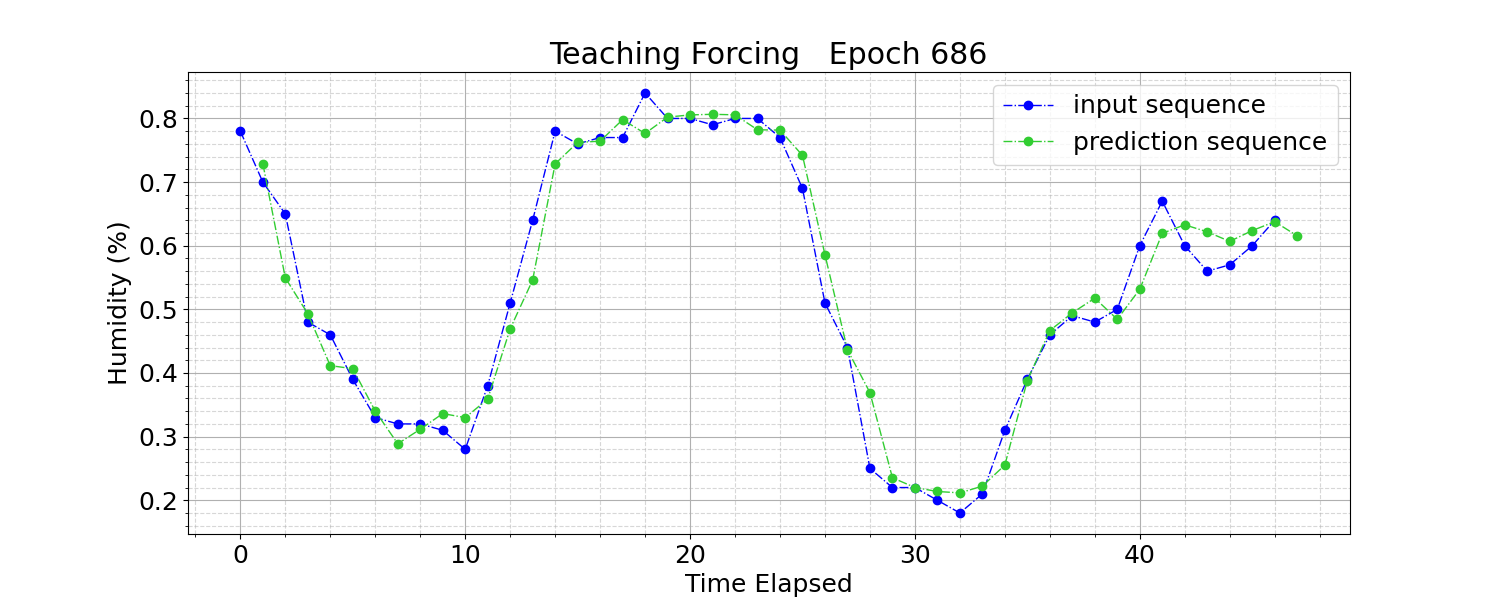 Teaching Forcing   Epoch 686
input sequence
prediction sequence
Humidity (%)
0.8
0.7
0.6
0.5
0.4
0.3
0.2
0 10 20 30 40
Time Elapsed